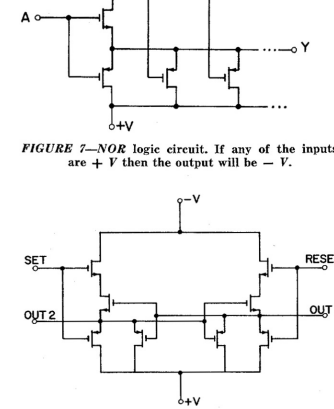 A
Y
+V
FIGURE 7—NOR logic circuit. If any of the inputs
are + V then the output will be — V.
-V
SET
RESE
OUT 2
OUT
+V